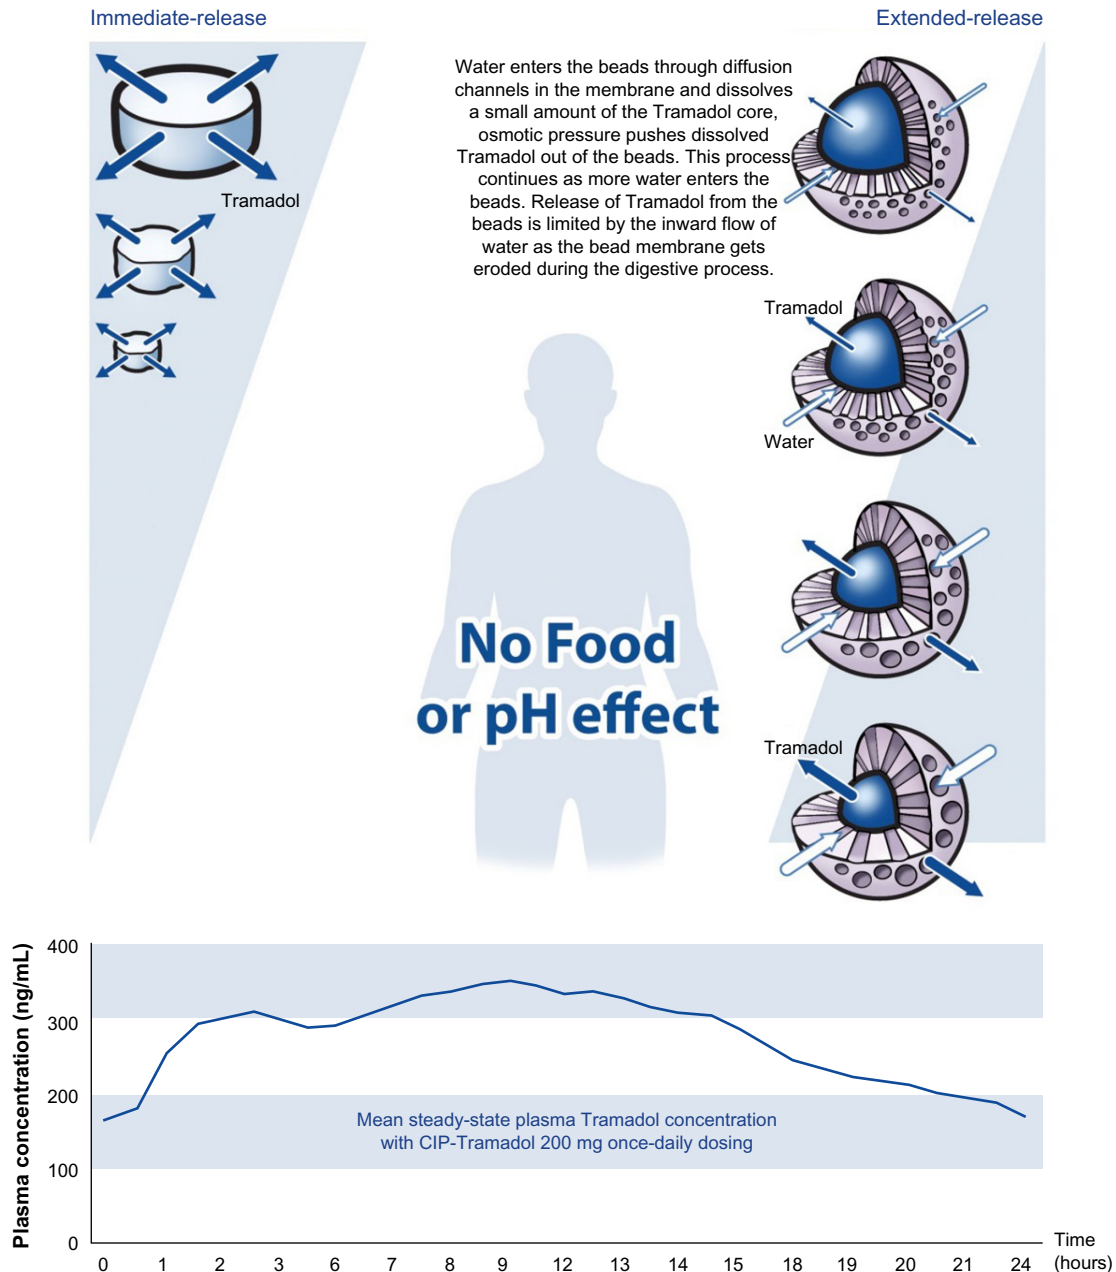 Immediate-release
Extended-release
Water enters the beads through diffusion
channels in the membrane and dissolves
a small amount of the Tramadol core,
osmotic pressure pushes dissolved
Tramadol out of the beads. This process
continues as more water enters the
beads. Release of Tramadol from the
beads is limited by the inward flow of
water as the bead membrane gets
eroded during the digestive process.
Tramadol
Tramadol
Water
No Food
or pH effect
Tramadol
Plasma concentration (ng/mL)
400
300
200
100
0
Mean steady-state plasma Tramadol concentration
with CIP-Tramadol 200 mg once-daily dosing
0 1 2 3 6 7 8 9 12 13 14 15 18 19 20 21 24
Time
(hours)